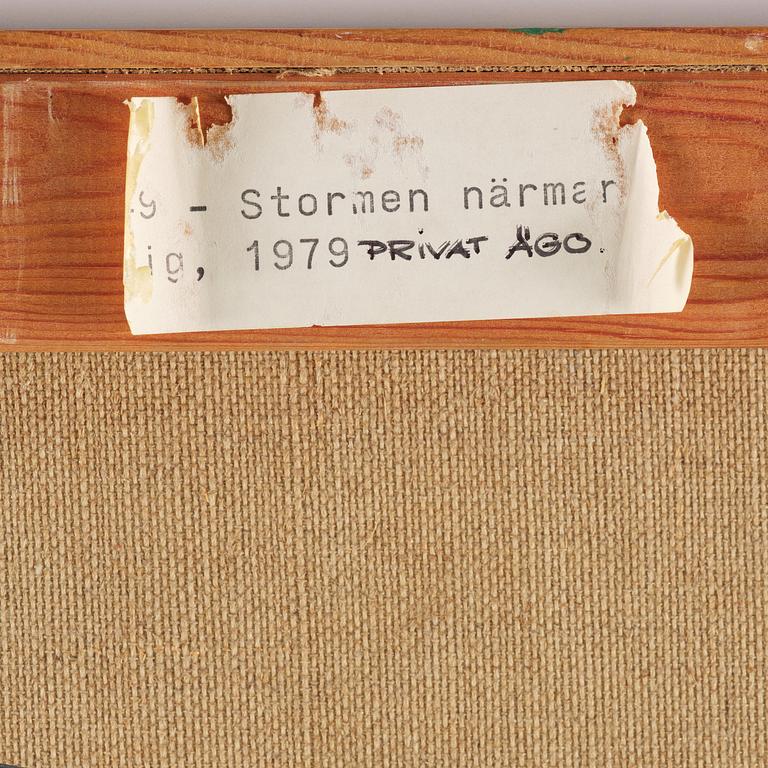 9 - Stormen närmar
ig, 1979 PRIVAT ÄGO.